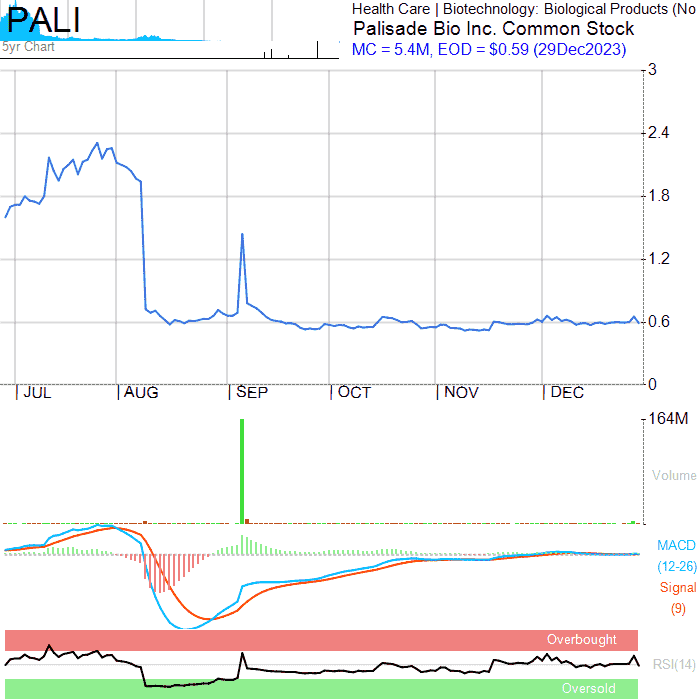 PALI
5yr Chart
Health Care | Biotechnology: Biological Products (No
Palisade Bio Inc. Common Stock
MC = 5.4M, EOD = $0.59 (29Dec2023)
3
2.4
1.8
1.2
0.6
0
| JUL | AUG | SEP | OCT | NOV | DEC
164M
Volume
MACD
(12-26)
Signal
(9)
Overbought
RSI(14)
Oversold